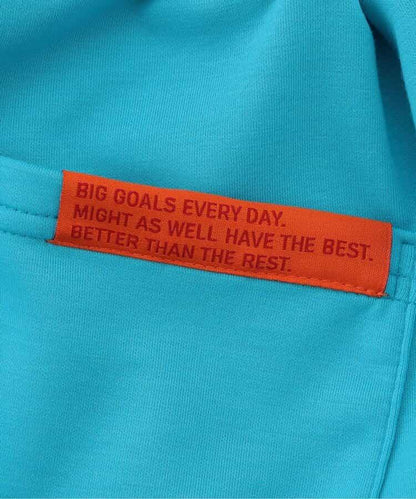 BIG GOALS EVERY DAY.
MIGHT AS WELL HAVE THE BEST.
BETTER THAN THE REST.